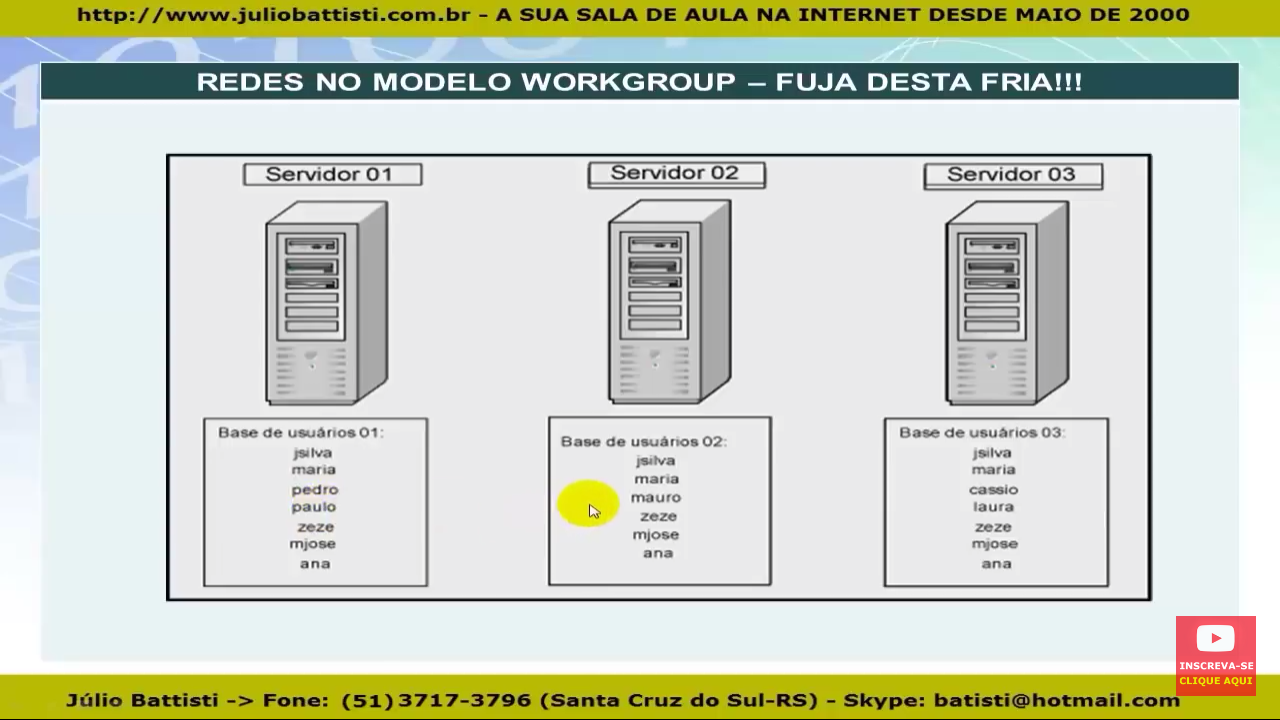 http://www.juliobattisti.com.br - A SUA SALA DE AULA NA INTERNET DESDE MAIO DE 2000
REDES NO MODELO WORKGROUP – FUJA DESTA FRIA!!!
Servidor 01
Servidor 02
Servidor 03
Base de usuários 01:
jsilva
maria
pedro
paulo
zeze
mjose
ana
Base de usuários 02:
jsilva
maria
mauro
zeze
mjose
ana
Base de usuários 03:
jsilva
maria
cassio
laura
zeze
mjose
ana
INSCREVA-SE
CLIQUE AQUI
Júlio Battisti -> Fone: (51)3717-3796 (Santa Cruz do Sul-RS) - Skype: batisti@hotmail.com